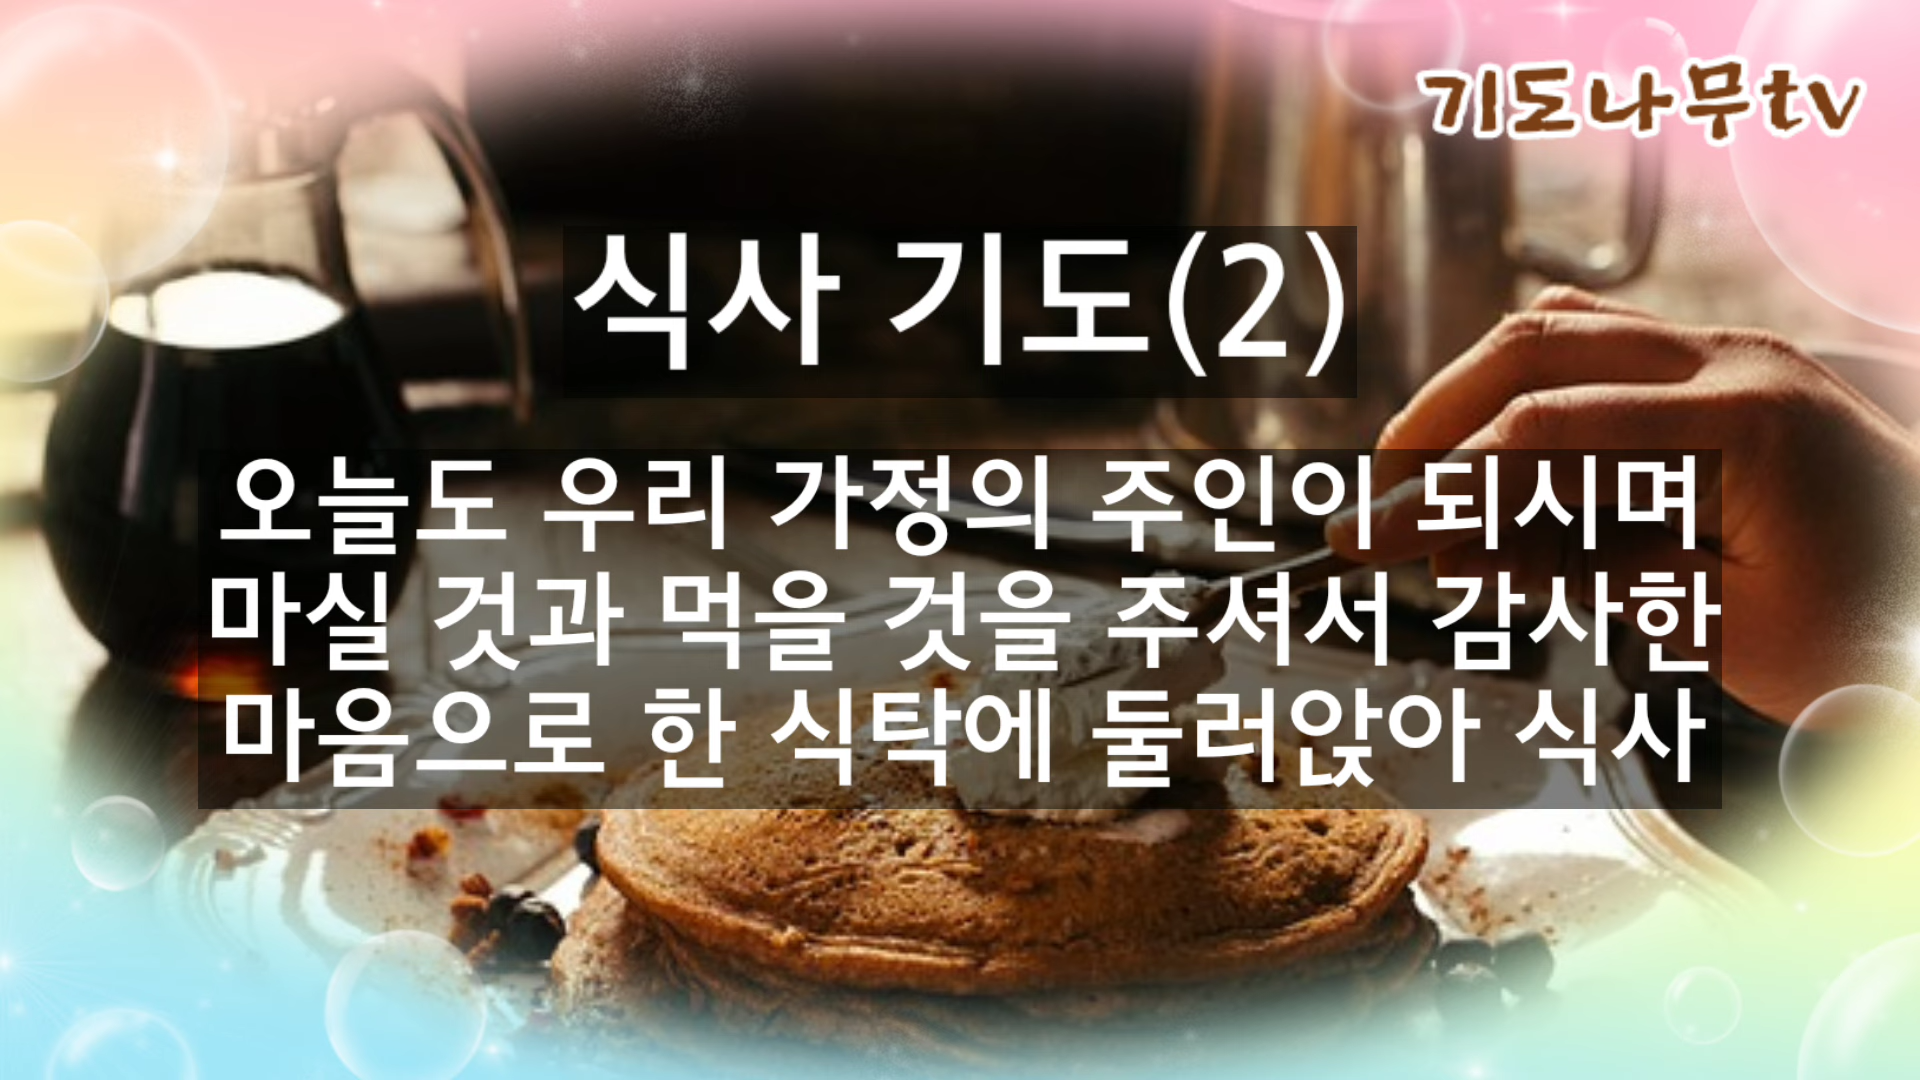 기도나무tv
식사 기도(2)
오늘도 우리 가정의 주인이 되시며
마실 것과 먹을 것을 주셔서 감사한
마음으로 한 식탁에 둘러앉아 식사